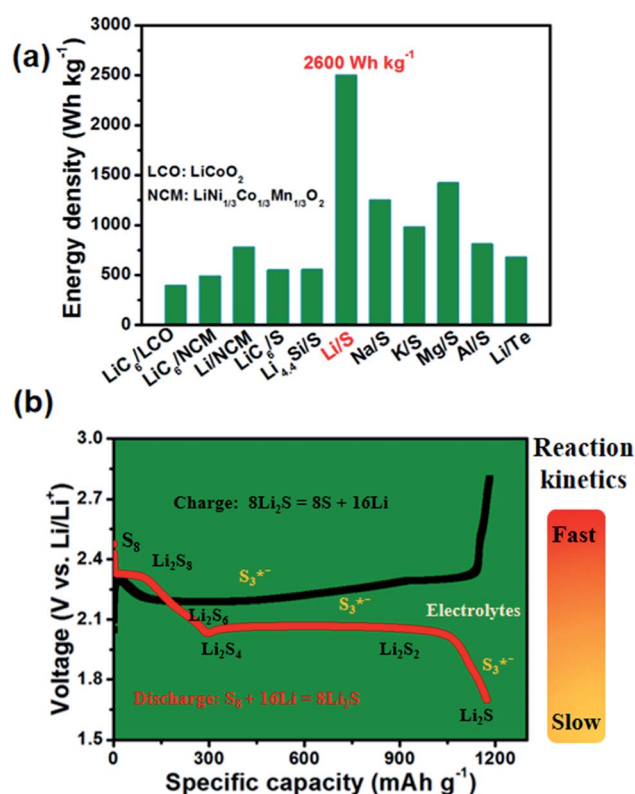 (a)
2600 Wh kg⁻¹
Energy density (Wh kg⁻¹)
3000
2500
2000
1500
1000
500
0
LCO: LiCoO₂
NCM: LiNi₁/₃Co₁/₃Mn₁/₃O₂
LiC₆/LCO
LiC₆/NCM
Li/NCM
LiC₆/S
Li₄.₄Si/S
Li/S
Na/S
K/S
Mg/S
Al/S
Li/Te
(b)
Voltage (V vs. Li/Li⁺)
3.0
2.7
2.4
2.1
1.8
1.5
Charge: 8Li₂S = 8S + 16Li
S₈
Li₂S₈
S₃*⁻
Li₂S₆
S₃*⁻
Electrolytes
Li₂S₄
Li₂S₂
S₃*⁻
Discharge: S₈ + 16Li = 8Li₂S
Li₂S
0
300
600
900
1200
Specific capacity (mAh g⁻¹)
Reaction
kinetics
Fast
Slow